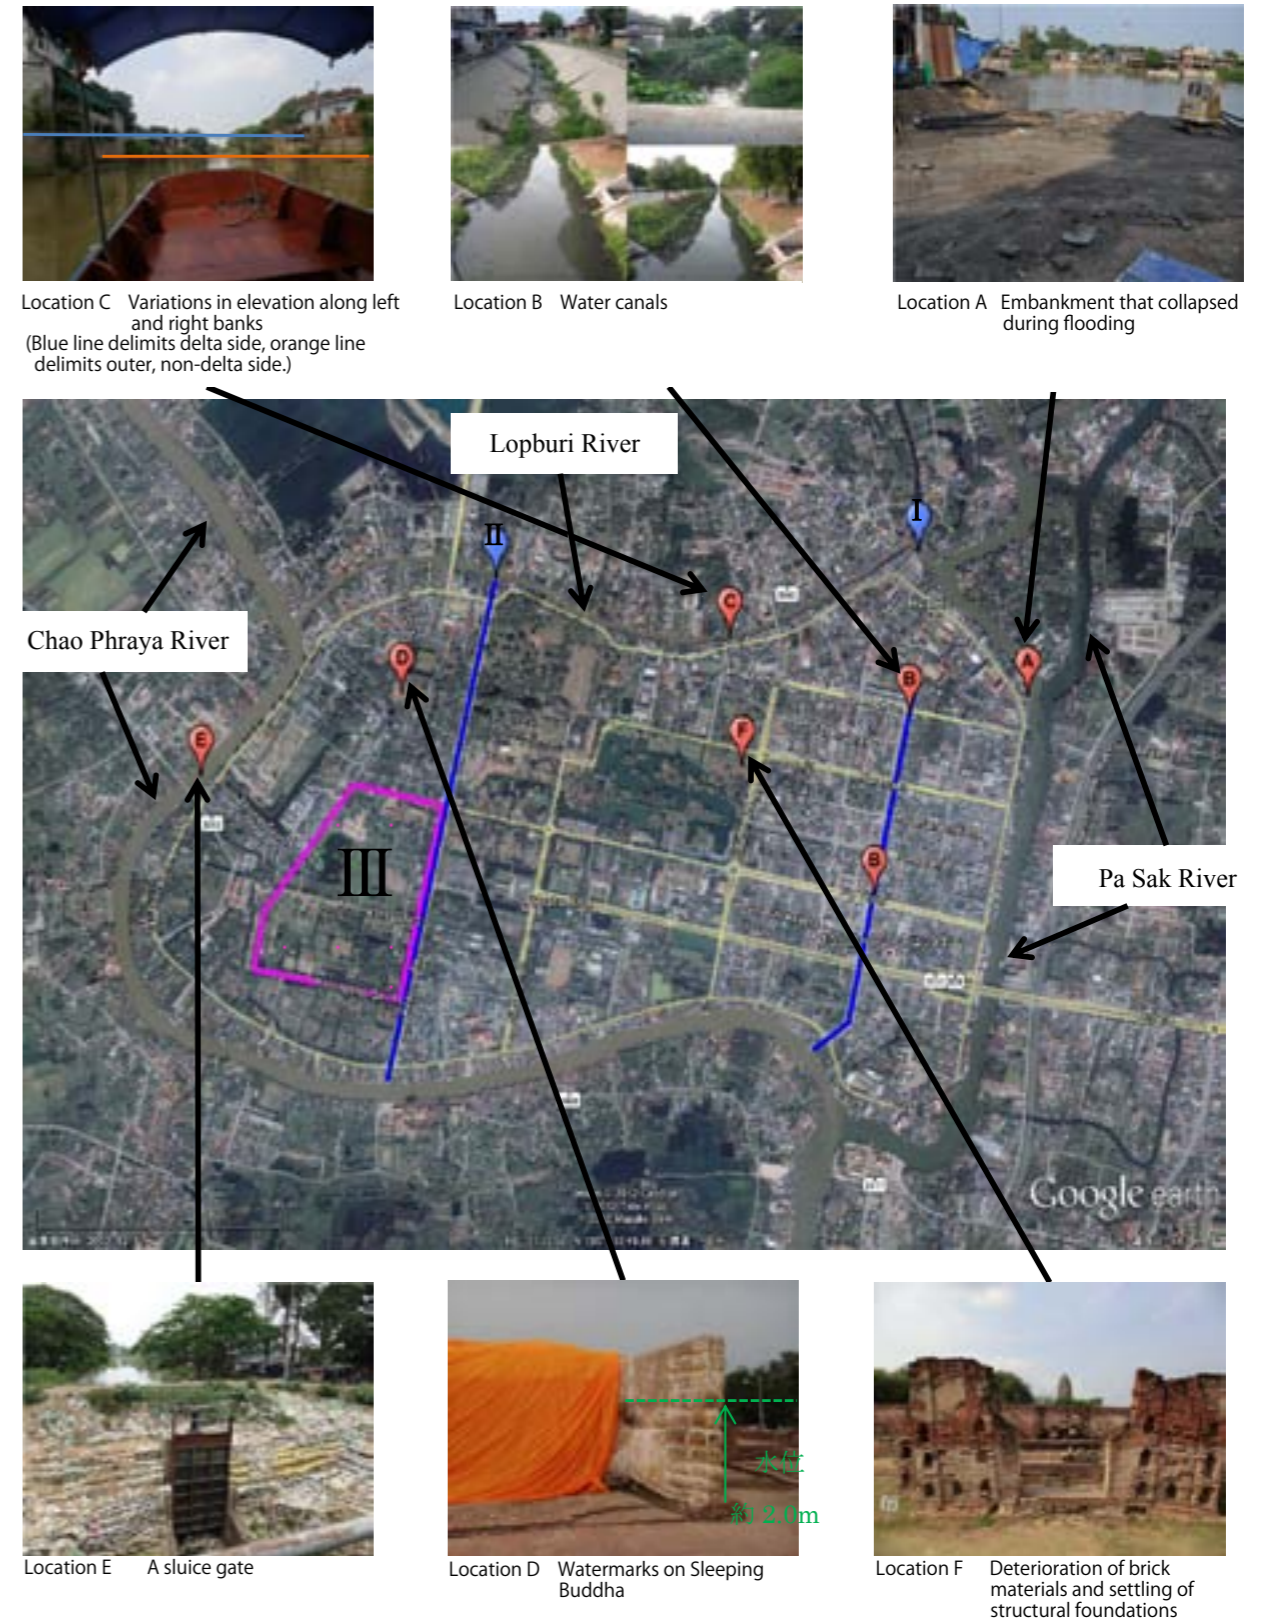 Location C Variations in elevation along left
and right banks
(Blue line delimits delta side, orange line
delimits outer, non-delta side.)
Location B Water canals
Location A Embankment that collapsed
during flooding
Lopburi River
I
II
C
Chao Phraya River
D
B
A
E
F
III
B
Pa Sak River
Google earth
水位
約 2.0m
Location E A sluice gate
Location D Watermarks on Sleeping
Buddha
Location F Deterioration of brick
materials and settling of
structural foundations